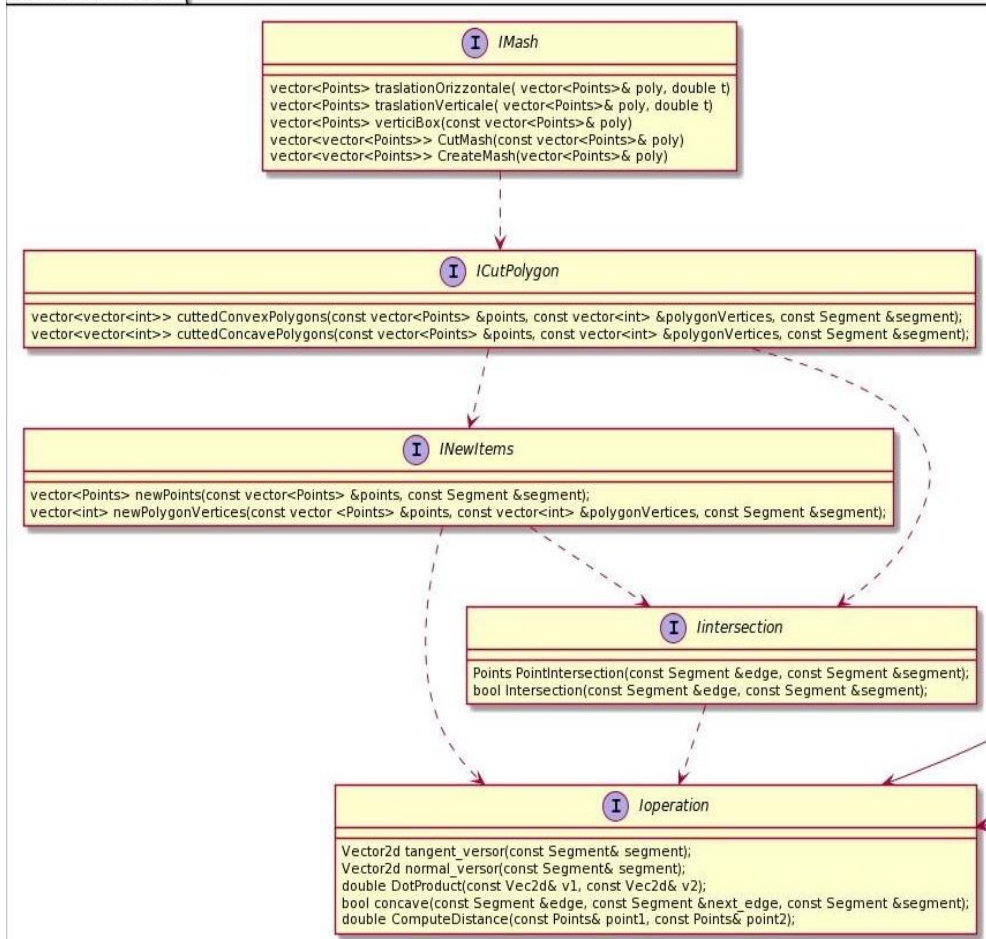 I IMash
vector<Points> traslationOrizzontale( vector<Points>& poly, double t)
vector<Points> traslationVerticale( vector<Points>& poly, double t)
vector<Points> verticiBox(const vector<Points>& poly)
vector<vector<Points>> CutMash(const vector<Points>& poly)
vector<vector<Points>> CreateMash(vector<Points>& poly)
I ICutPolygon
vector<vector<int>> cuttedConvexPolygons(const vector<Points> &points, const vector<int> &polygonVertices, const Segment &segment);
vector<vector<int>> cuttedConcavePolygons(const vector<Points> &points, const vector<int> &polygonVertices, const Segment &segment);
I INewItems
vector<Points> newPoints(const vector<Points> &points, const Segment &segment);
vector<int> newPolygonVertices(const vector <Points> &points, const vector<int> &polygonVertices, const Segment &segment);
I Iintersection
Points PointIntersection(const Segment &edge, const Segment &segment);
bool Intersection(const Segment &edge, const Segment &segment);
I Ioperation
Vector2d tangent_versor(const Segment& segment);
Vector2d normal_versor(const Segment& segment);
double DotProduct(const Vec2d& v1, const Vec2d& v2);
bool concave(const Segment &edge, const Segment &next_edge, const Segment &segment);
double ComputeDistance(const Points& point1, const Points& point2);